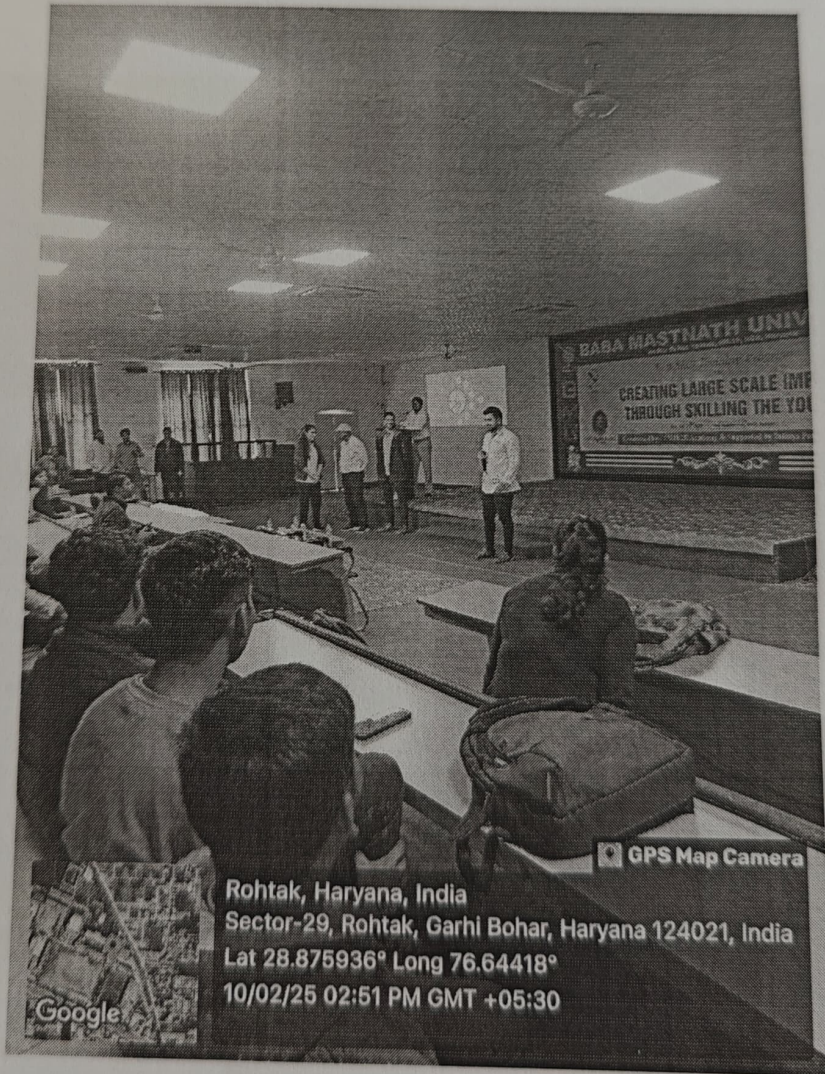 BABA MASTNATH UNIV
CREATING LARGE SCALE IMP
THROUGH SKILLING THE YOU
GPS Map Camera
Rohtak, Haryana, India
Sector-29, Rohtak, Garhi Bohar, Haryana 124021, India
Lat 28.875936° Long 76.64418°
10/02/25 02:51 PM GMT +05:30
Google